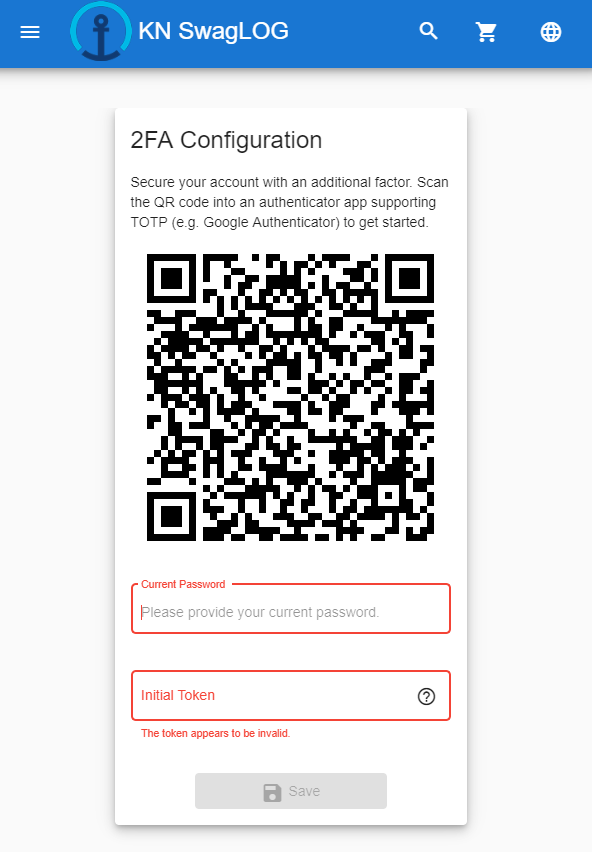 KN SwagLOG
2FA Configuration
Secure your account with an additional factor. Scan
the QR code into an authenticator app supporting
TOTP (e.g. Google Authenticator) to get started.
Current Password
Please provide your current password.
Initial Token
The token appears to be invalid.
Save